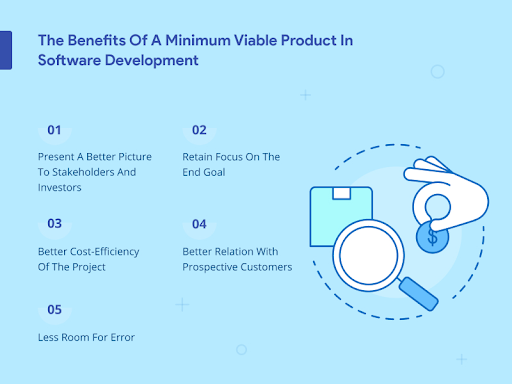 The Benefits Of A Minimum Viable Product In
Software Development
01
Present A Better Picture
To Stakeholders And
Investors
02
Retain Focus On The
End Goal
03
Better Cost-Efficiency
Of The Project
04
Better Relation With
Prospective Customers
05
Less Room For Error
$